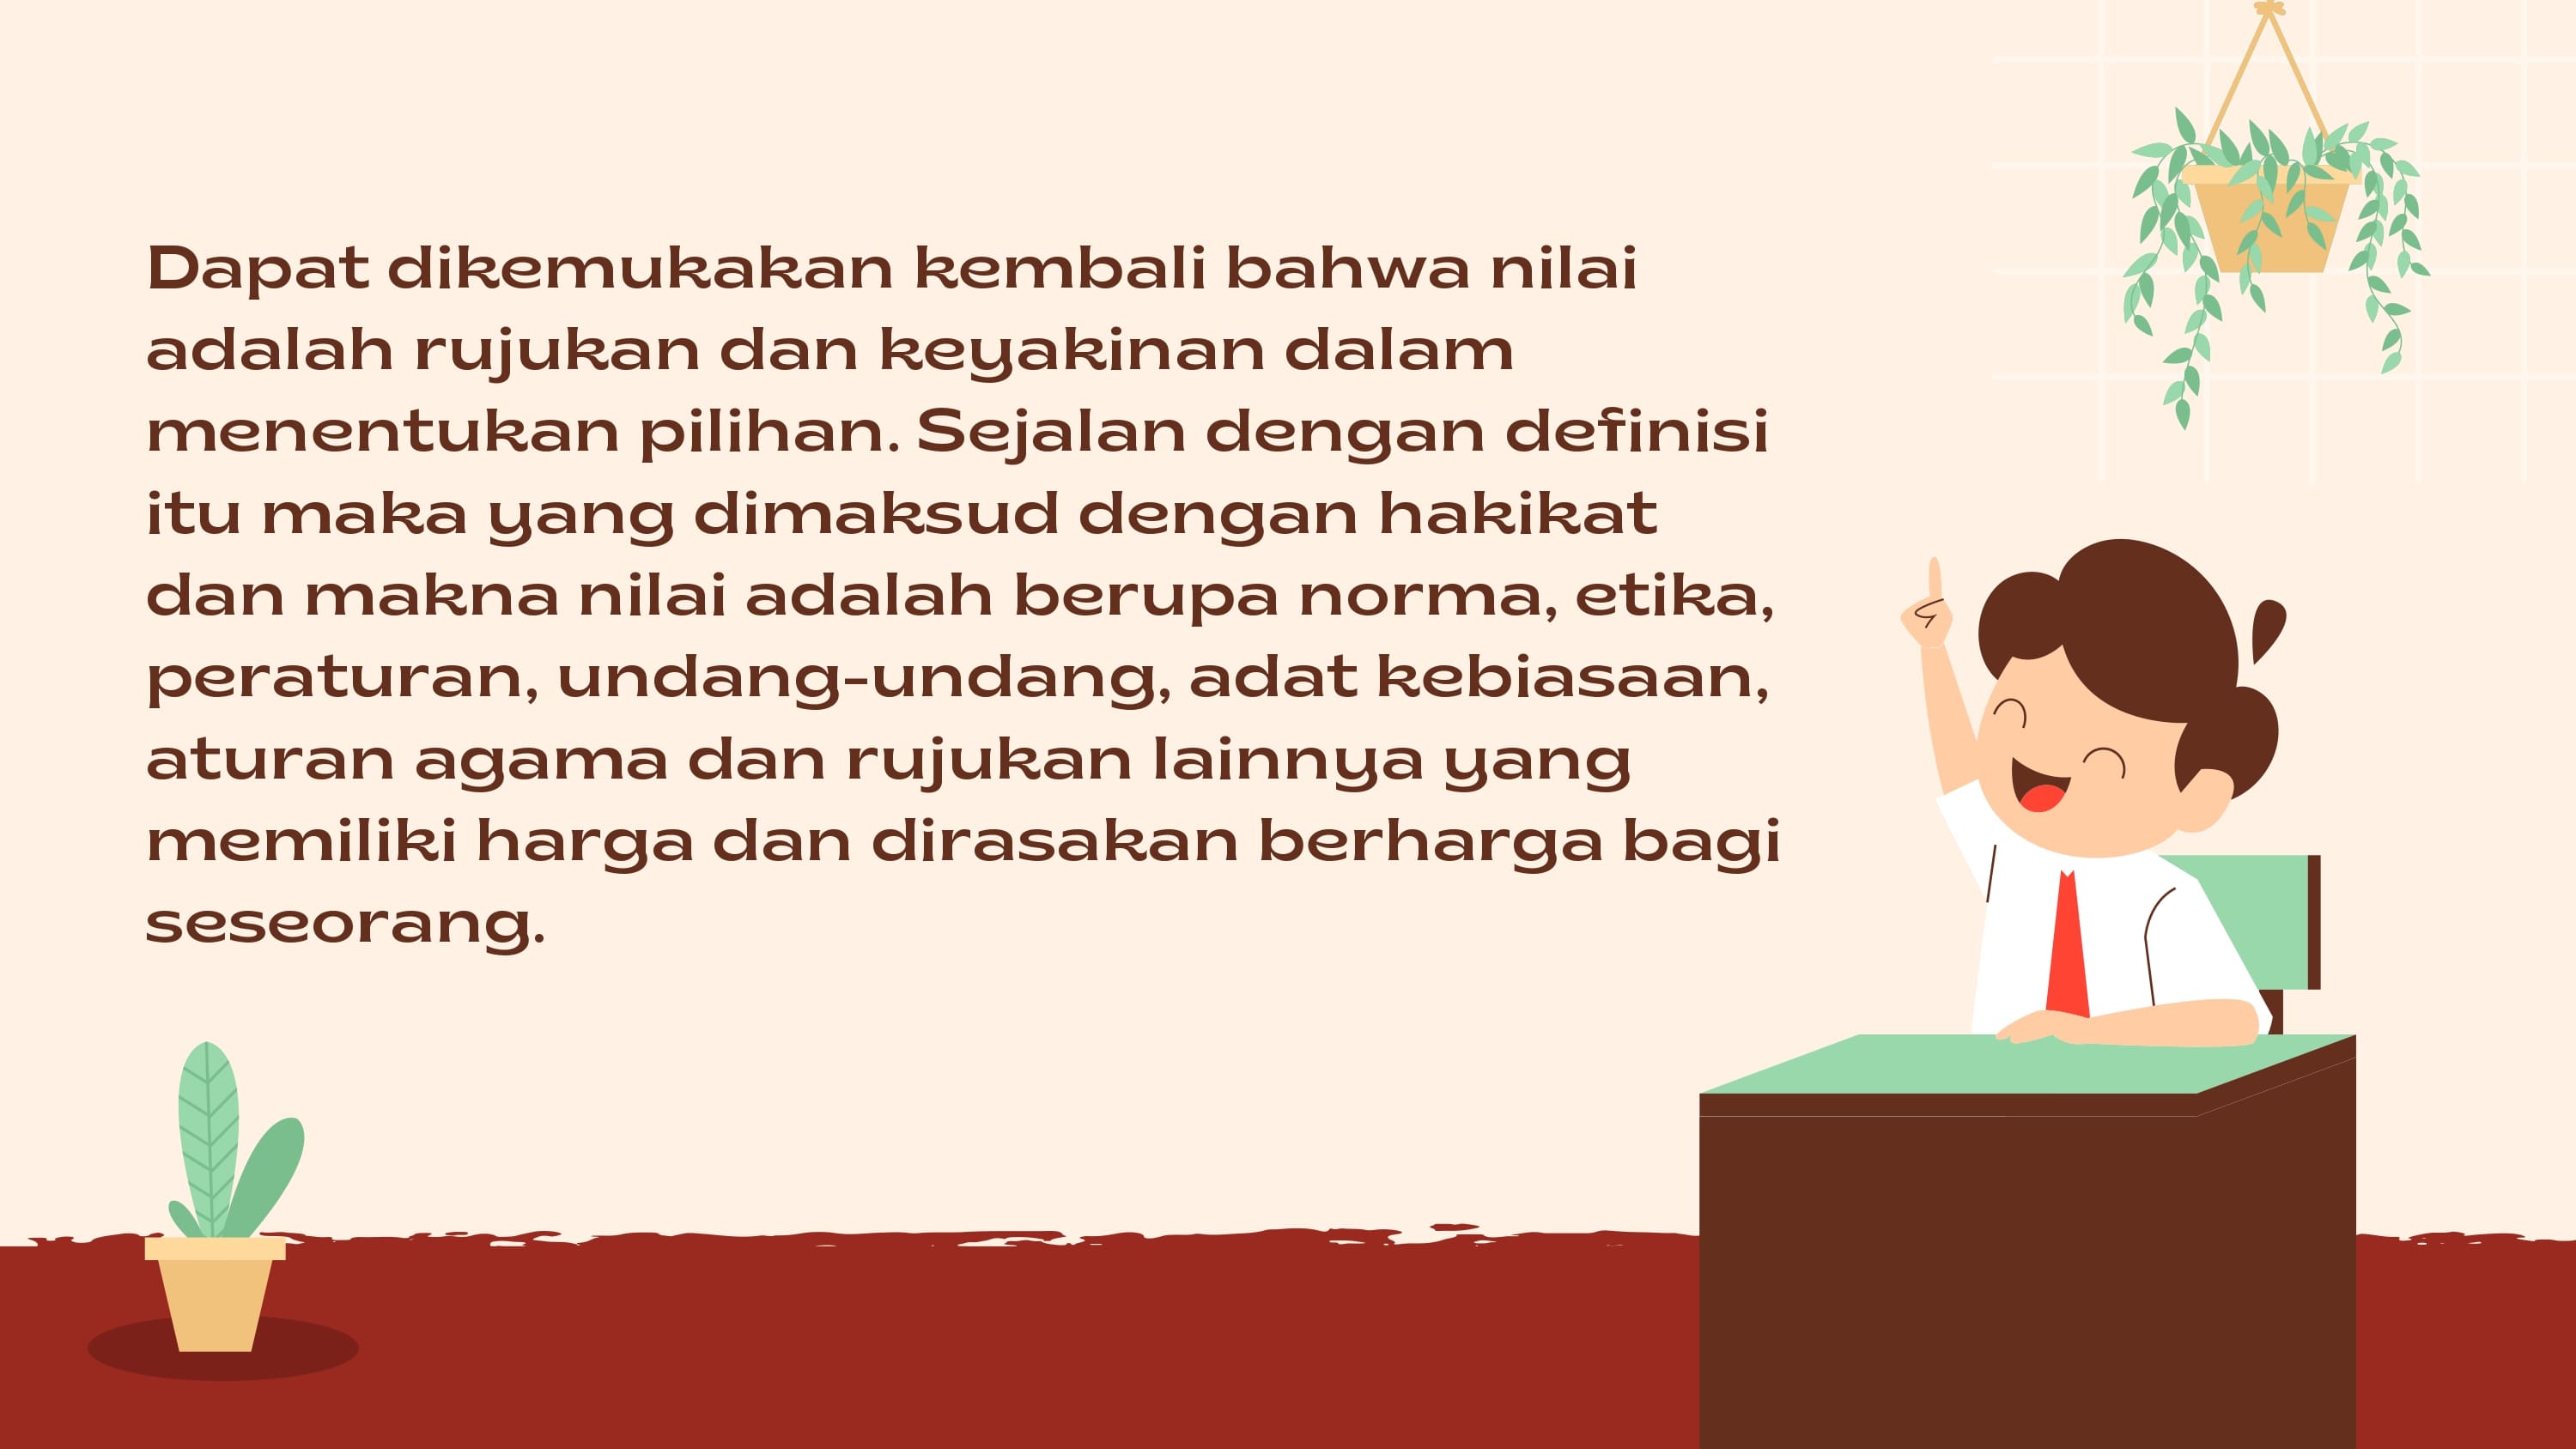 Dapat dikemukakan kembali bahwa nilai
adalah rujukan dan keyakinan dalam
menentukan pilihan. Sejalan dengan definisi
itu maka yang dimaksud dengan hakikat
dan makna nilai adalah berupa norma, etika,
peraturan, undang-undang, adat kebiasaan,
aturan agama dan rujukan lainnya yang
memiliki harga dan dirasakan berharga bagi
seseorang.